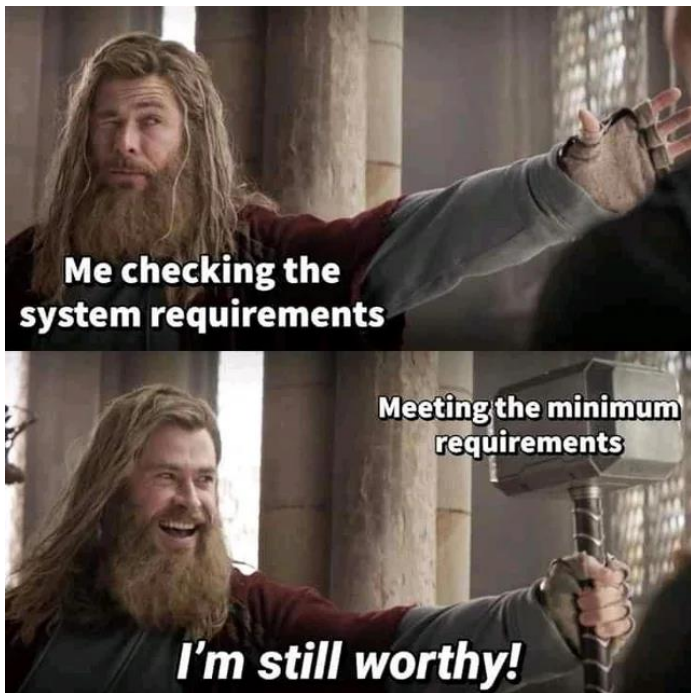 Me checking the
system requirements
Meeting the minimum
requirements
I'm still worthy!